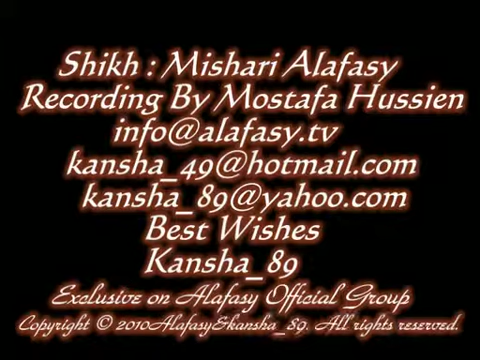 Shikh : Mishari Alafasy
Recording By Mostafa Hussien
info@alafasy.tv
kansha_49@hotmail.com
kansha_89@yahoo.com
Best Wishes
Kansha_89
Exclusive on Alafasy Official Group
Copyright © 2010Alafasy&kansha_89. All rights reserved.